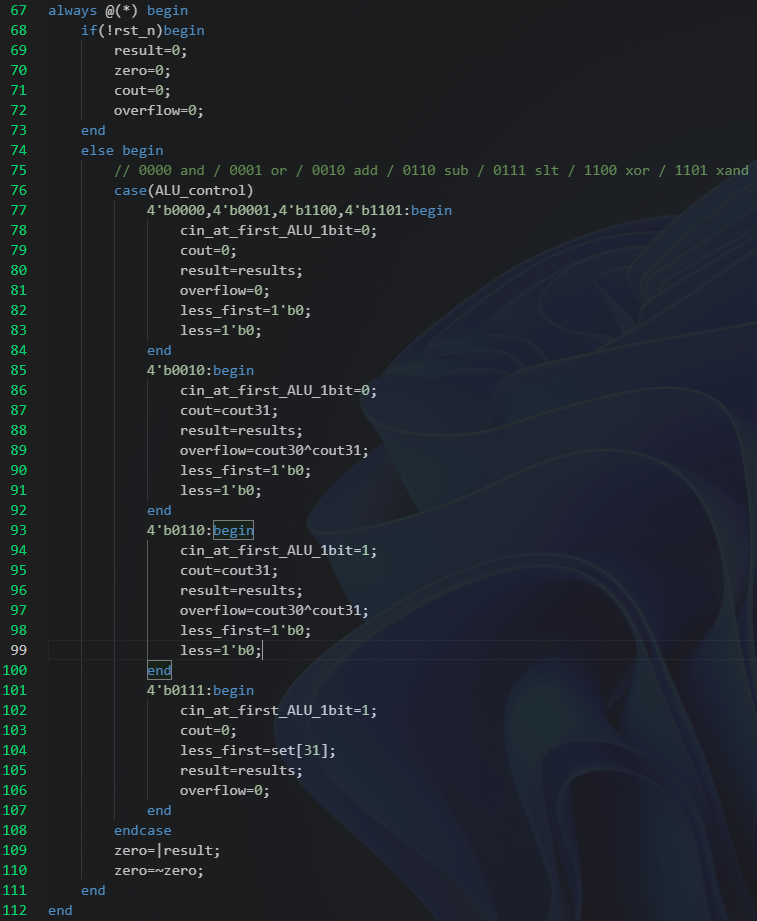 67 always @(*) begin
68     if(!rst_n)begin
69         result=0;
70         zero=0;
71         cout=0;
72         overflow=0;
73     end
74     else begin
75         // 0000 and / 0001 or / 0010 add / 0110 sub / 0111 slt / 1100 xor / 1101 xand
76         case(ALU_control)
77             4'b0000,4'b0001,4'b1100,4'b1101:begin
78                 cin_at_first_ALU_1bit=0;
79                 cout=0;
80                 result=results;
81                 overflow=0;
82                 less_first=1'b0;
83                 less=1'b0;
84             end
85             4'b0010:begin
86                 cin_at_first_ALU_1bit=0;
87                 cout=cout31;
88                 result=results;
89                 overflow=cout30^cout31;
90                 less_first=1'b0;
91                 less=1'b0;
92             end
93             4'b0110:begin
94                 cin_at_first_ALU_1bit=1;
95                 cout=cout31;
96                 result=results;
97                 overflow=cout30^cout31;
98                 less_first=1'b0;
99                 less=1'b0;
100             end
101             4'b0111:begin
102                 cin_at_first_ALU_1bit=1;
103                 cout=0;
104                 less_first=set[31];
105                 result=results;
106                 overflow=0;
107             end
108         endcase
109         zero=|result;
110         zero=~zero;
111     end
112 end